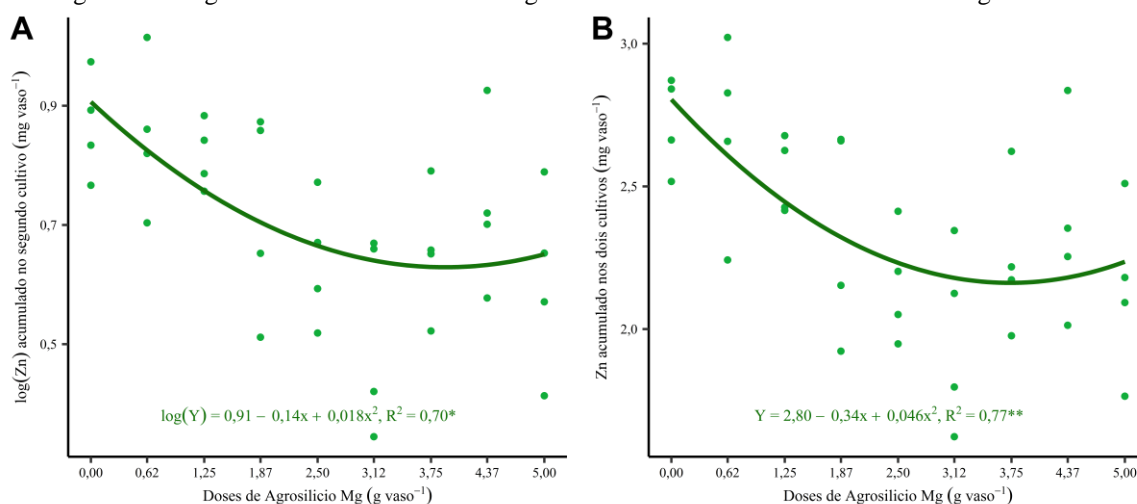 A
log(Zn) acumulado no segundo cultivo (mg vaso⁻¹)
0,9
0,7
0,5
log(Y) = 0,91 − 0,14x + 0,018x², R² = 0,70*
0,00 0,62 1,25 1,87 2,50 3,12 3,75 4,37 5,00
Doses de Agrosilicio Mg (g vaso⁻¹)
B
Zn acumulado nos dois cultivos (mg vaso⁻¹)
3,0
2,5
2,0
Y = 2,80 − 0,34x + 0,046x², R² = 0,77**
0,00 0,62 1,25 1,87 2,50 3,12 3,75 4,37 5,00
Doses de Agrosilicio Mg (g vaso⁻¹)